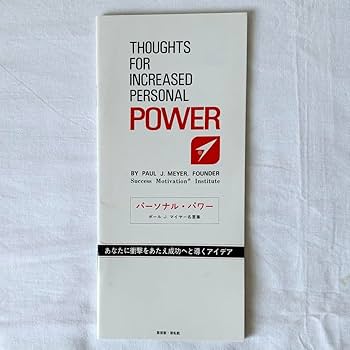 THOUGHTS
FOR
INCREASED
PERSONAL
POWER
BY PAUL J. MEYER, FOUNDER
Success Motivation® Institute
パーソナル・パワー
ポール J. マイヤー名言集
あなたに衝撃をあたえ成功へと導くアイデア